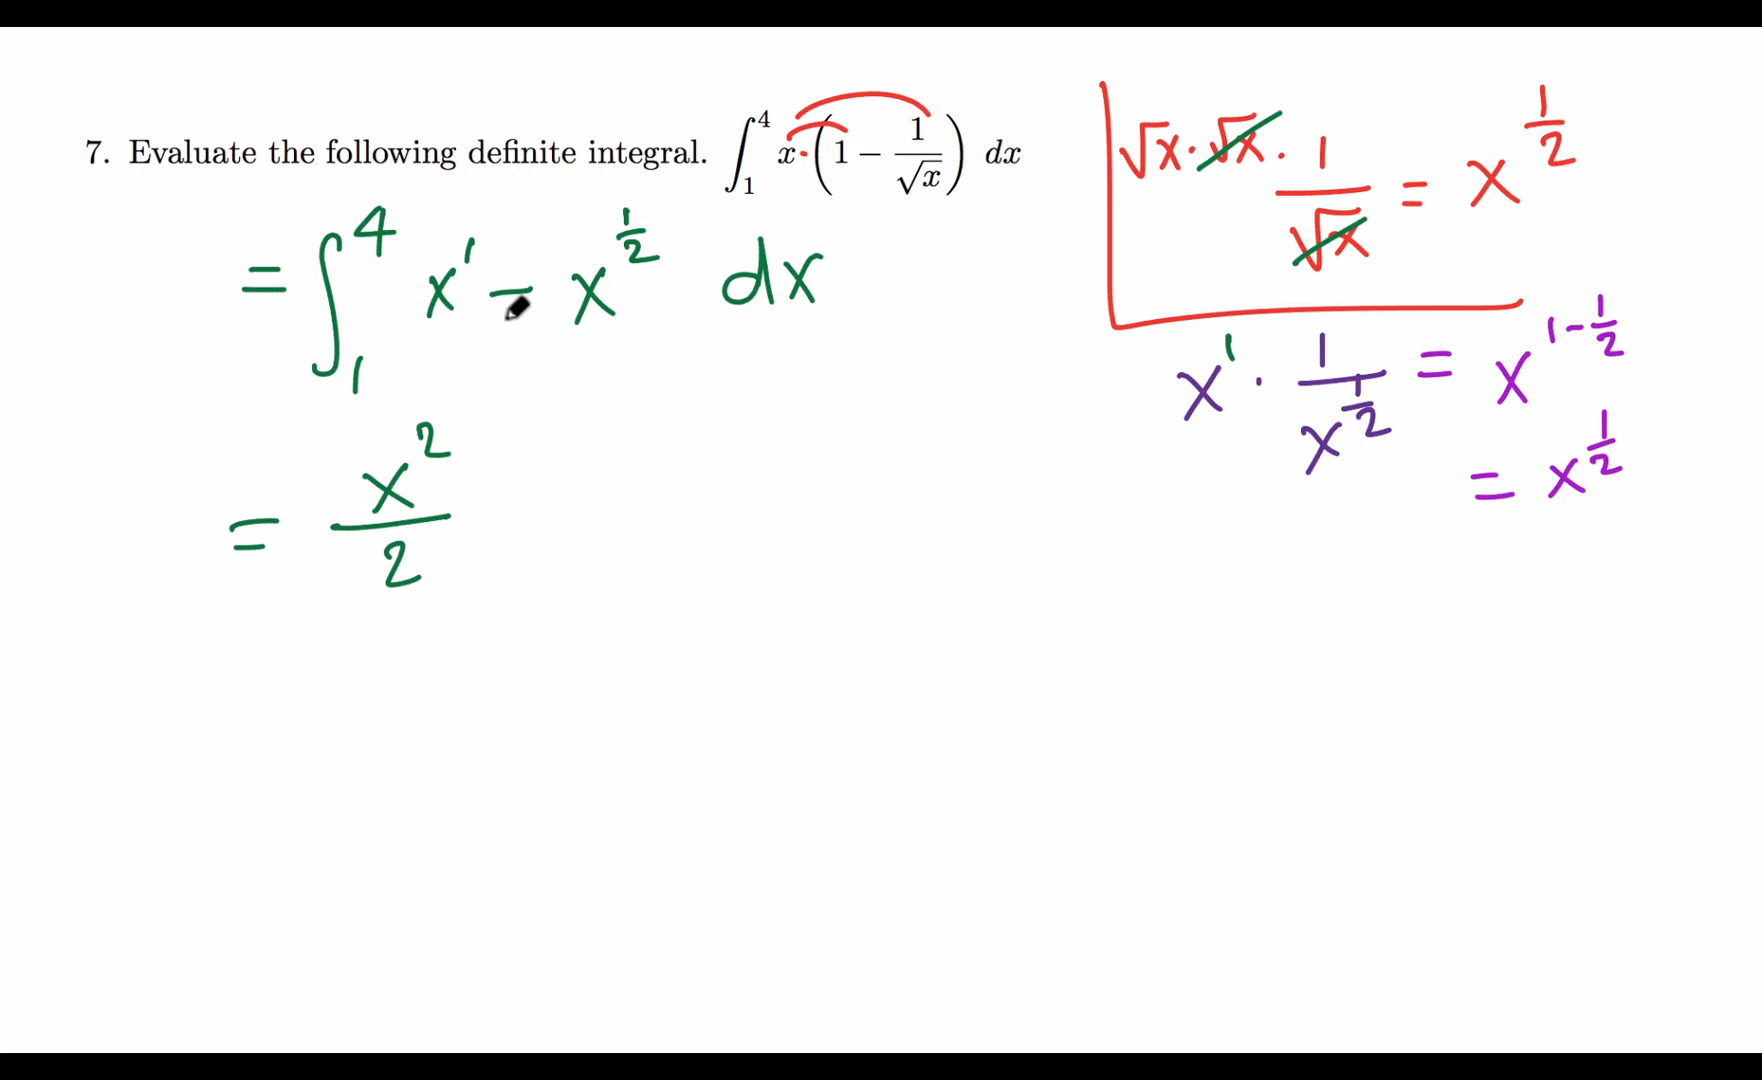 7. Evaluate the following definite integral. ∫₁⁴ x·(1 − 1/√x) dx
= ∫₁⁴ x¹ − x^(1/2) dx
= x²/2
√x · √x · 1/√x = x^(1/2)
x¹ · 1/x^(1/2) = x^(1−1/2)
= x^(1/2)